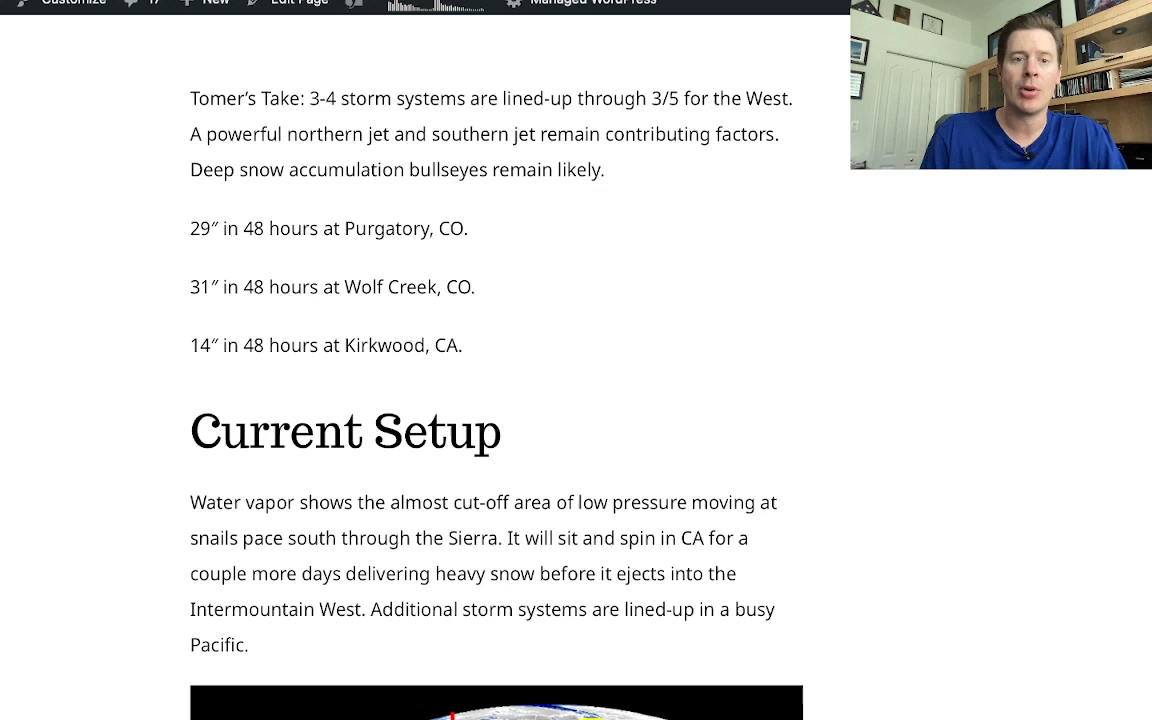 Customize 17 New Edit Page Managed WordPress
Tomer’s Take: 3-4 storm systems are lined-up through 3/5 for the West.
A powerful northern jet and southern jet remain contributing factors.
Deep snow accumulation bullseyes remain likely.
29″ in 48 hours at Purgatory, CO.
31″ in 48 hours at Wolf Creek, CO.
14″ in 48 hours at Kirkwood, CA.
Current Setup
Water vapor shows the almost cut-off area of low pressure moving at
snails pace south through the Sierra. It will sit and spin in CA for a
couple more days delivering heavy snow before it ejects into the
Intermountain West. Additional storm systems are lined-up in a busy
Pacific.